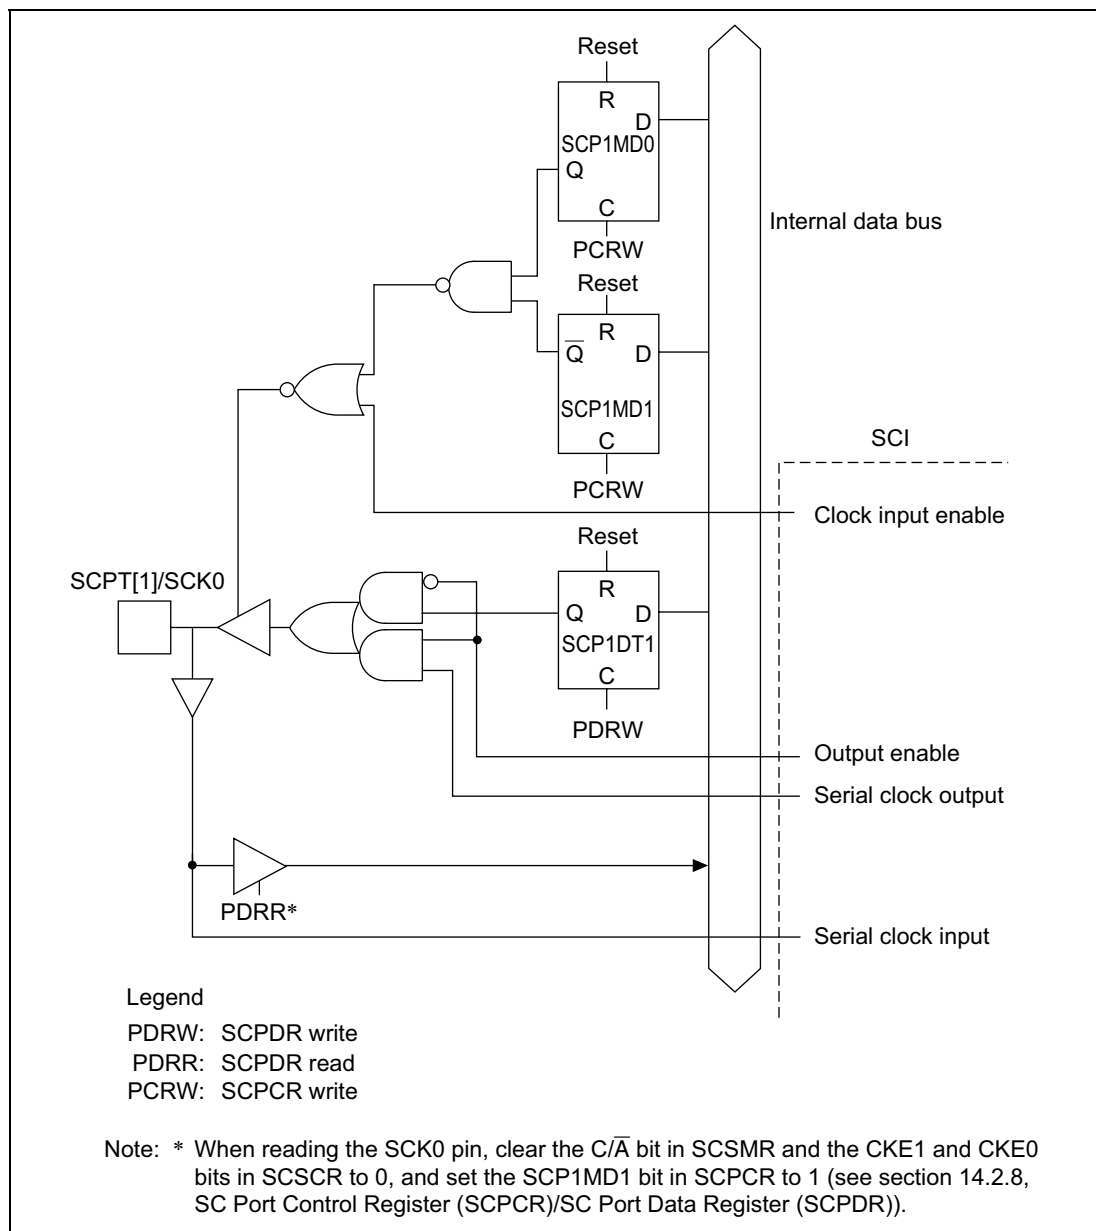 Reset
R
D
SCP1MD0
Q
C
PCRW
Internal data bus
Reset
R
Q̅
D
SCP1MD1
C
PCRW
SCI
Clock input enable
Reset
SCPT[1]/SCK0
R
Q
D
SCP1DT1
C
PDRW
Output enable
Serial clock output
PDRR*
Serial clock input
Legend
PDRW: SCPDR write
PDRR: SCPDR read
PCRW: SCPCR write
Note: * When reading the SCK0 pin, clear the C/A̅ bit in SCSMR and the CKE1 and CKE0
bits in SCSCR to 0, and set the SCP1MD1 bit in SCPCR to 1 (see section 14.2.8,
SC Port Control Register (SCPCR)/SC Port Data Register (SCPDR)).